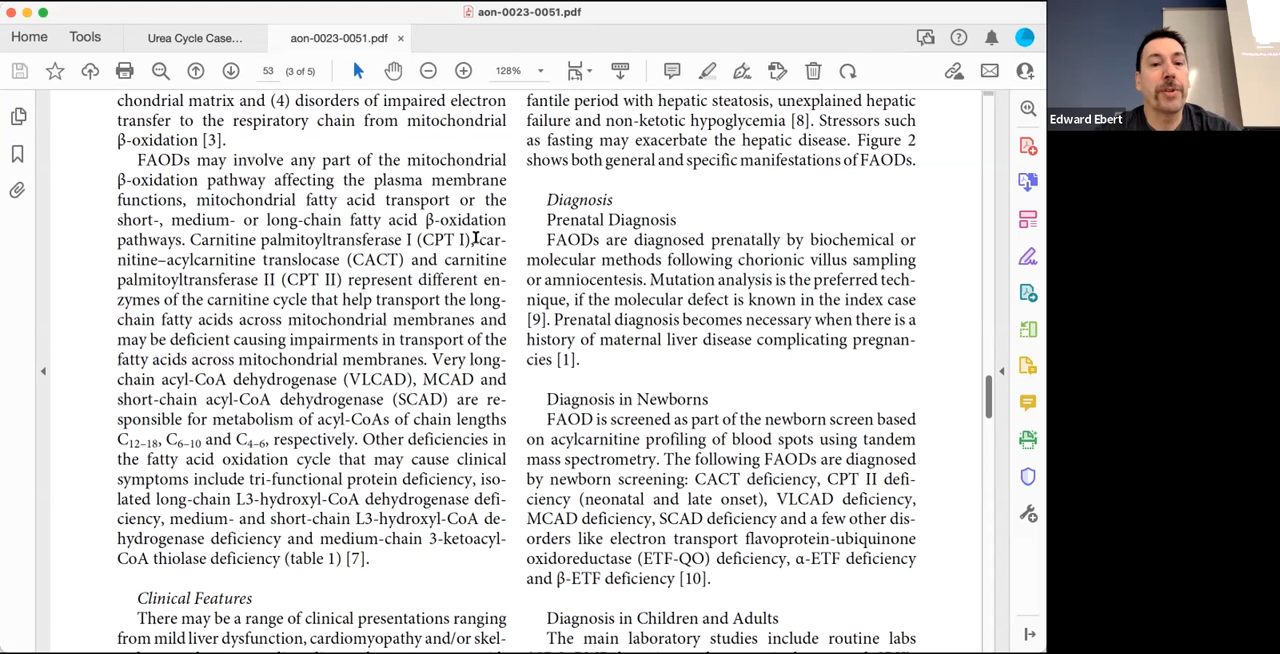 aon-0023-0051.pdf
Home
Tools
Urea Cycle Case...
aon-0023-0051.pdf
53
(3 of 5)
128%
chondrial matrix and (4) disorders of impaired electron
transfer to the respiratory chain from mitochondrial
β-oxidation [3].
FAODs may involve any part of the mitochondrial
β-oxidation pathway affecting the plasma membrane
functions, mitochondrial fatty acid transport or the
short-, medium- or long-chain fatty acid β-oxidation
pathways. Carnitine palmitoyltransferase I (CPT I), car-
nitine–acylcarnitine translocase (CACT) and carnitine
palmitoyltransferase II (CPT II) represent different en-
zymes of the carnitine cycle that help transport the long-
chain fatty acids across mitochondrial membranes and
may be deficient causing impairments in transport of the
fatty acids across mitochondrial membranes. Very long-
chain acyl-CoA dehydrogenase (VLCAD), MCAD and
short-chain acyl-CoA dehydrogenase (SCAD) are re-
sponsible for metabolism of acyl-CoAs of chain lengths
C12–18, C6–10 and C4–6, respectively. Other deficiencies in
the fatty acid oxidation cycle that may cause clinical
symptoms include tri-functional protein deficiency, iso-
lated long-chain L3-hydroxyl-CoA dehydrogenase defi-
ciency, medium- and short-chain L3-hydroxyl-CoA de-
hydrogenase deficiency and medium-chain 3-ketoacyl-
CoA thiolase deficiency (table 1) [7].
Clinical Features
There may be a range of clinical presentations ranging
from mild liver dysfunction, cardiomyopathy and/or skel-
fantile period with hepatic steatosis, unexplained hepatic
failure and non-ketotic hypoglycemia [8]. Stressors such
as fasting may exacerbate the hepatic disease. Figure 2
shows both general and specific manifestations of FAODs.
Diagnosis
Prenatal Diagnosis
FAODs are diagnosed prenatally by biochemical or
molecular methods following chorionic villus sampling
or amniocentesis. Mutation analysis is the preferred tech-
nique, if the molecular defect is known in the index case
[9]. Prenatal diagnosis becomes necessary when there is a
history of maternal liver disease complicating pregnan-
cies [1].
Diagnosis in Newborns
FAOD is screened as part of the newborn screen based
on acylcarnitine profiling of blood spots using tandem
mass spectrometry. The following FAODs are diagnosed
by newborn screening: CACT deficiency, CPT II defi-
ciency (neonatal and late onset), VLCAD deficiency,
MCAD deficiency, SCAD deficiency and a few other dis-
orders like electron transport flavoprotein-ubiquinone
oxidoreductase (ETF-QO) deficiency, α-ETF deficiency
and β-ETF deficiency [10].
Diagnosis in Children and Adults
The main laboratory studies include routine labs
Edward Ebert